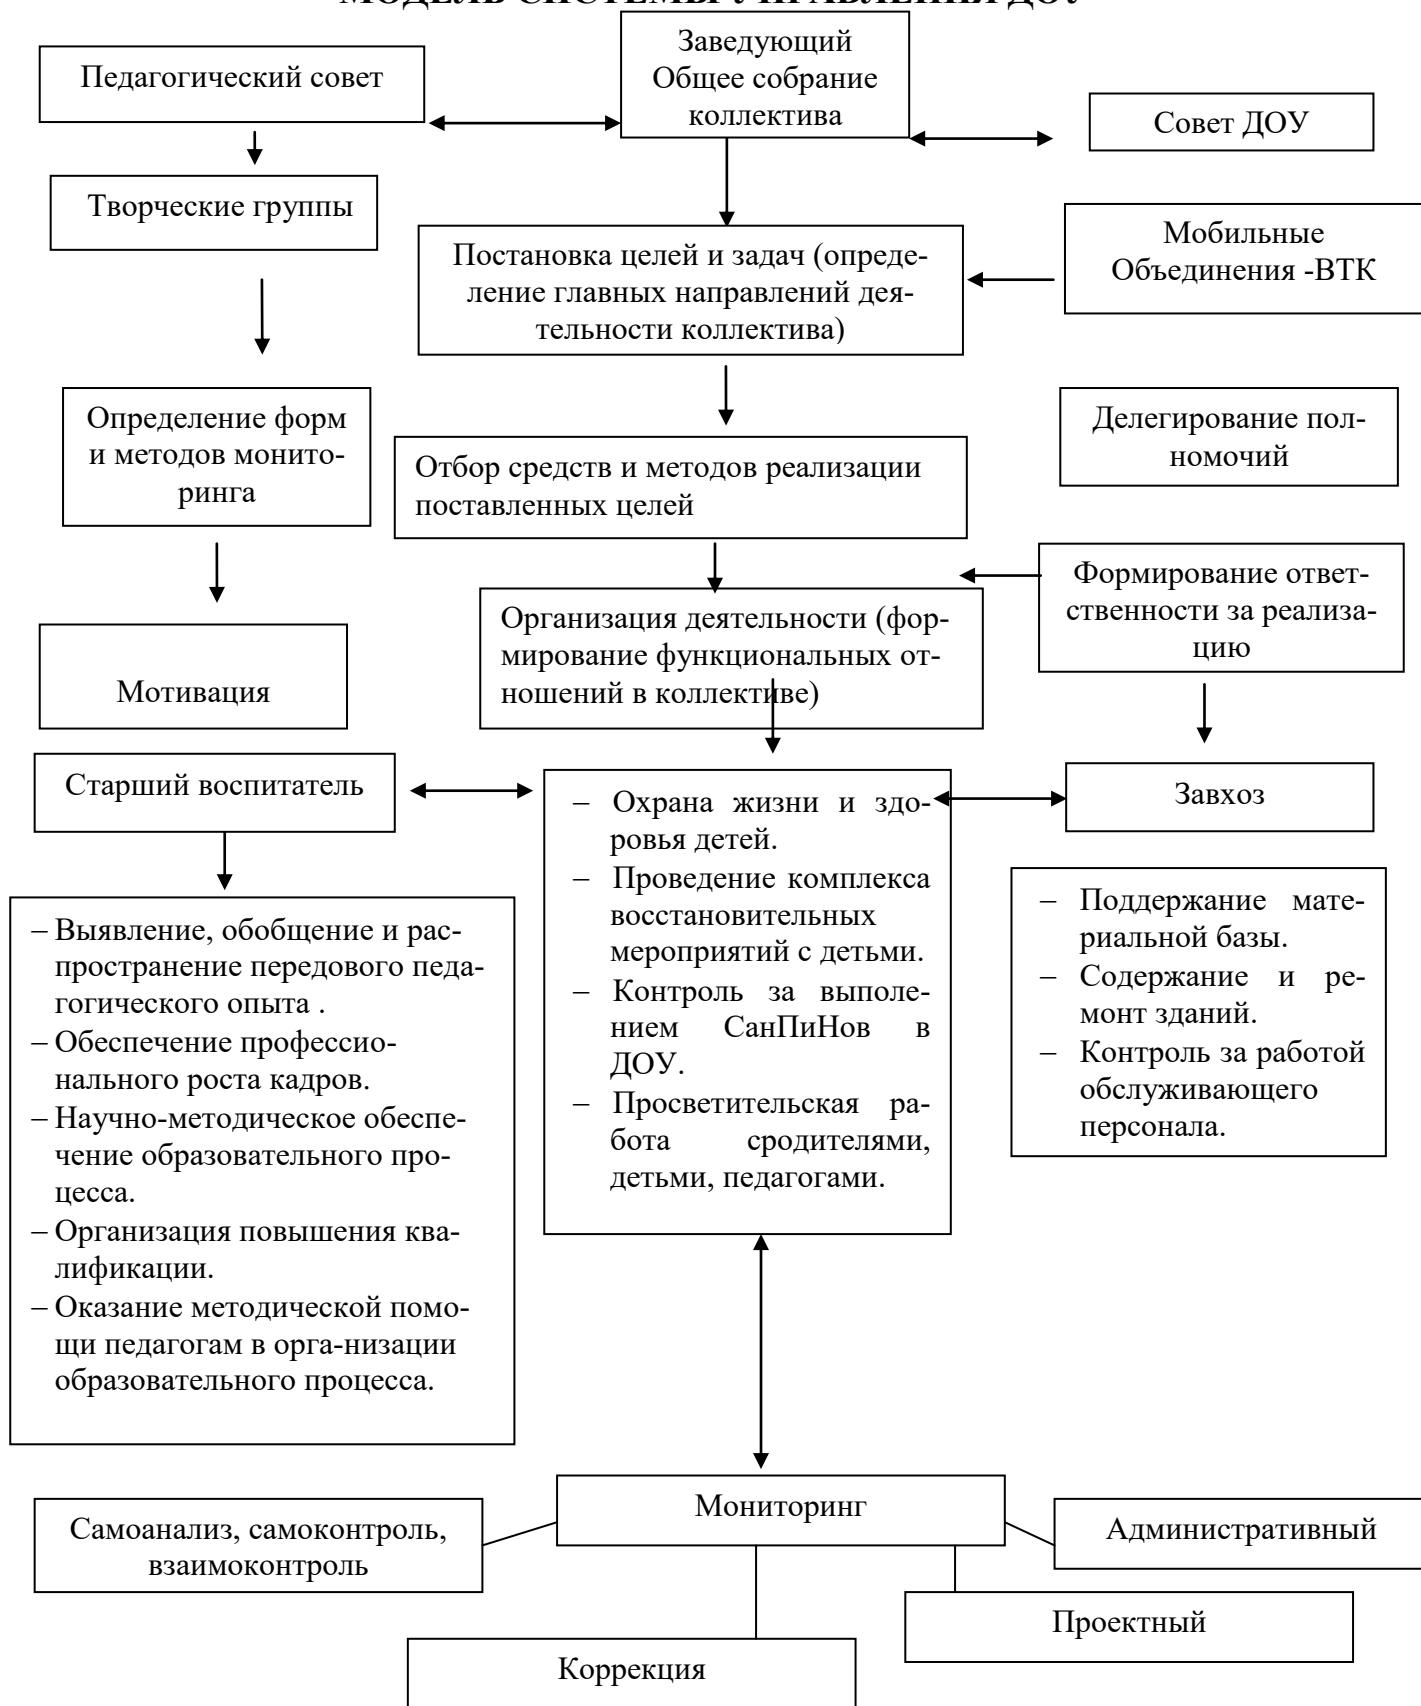 МОДЕЛЬ СИСТЕМЫ УПРАВЛЕНИЯ ДОУ
Заведующий
Общее собрание
коллектива
Педагогический совет
Совет ДОУ
Творческие группы
Мобильные
Объединения -ВТК
Постановка целей и задач (опреде-
ление главных направлений дея-
тельности коллектива)
Определение форм
и методов монито-
ринга
Делегирование пол-
номочий
Отбор средств и методов реализации
поставленных целей
Формирование ответ-
ственности за реализа-
цию
Организация деятельности (фор-
мирование функциональных от-
ношений в коллективе)
Мотивация
Старший воспитатель
Завхоз
– Охрана жизни и здо-
ровья детей.
– Проведение комплекса
восстановительных
мероприятий с детьми.
– Контроль за выполе-
нием СанПиНов в
ДОУ.
– Просветительская ра-
бота сродителями,
детьми, педагогами.
– Поддержание мате-
риальной базы.
– Содержание и ре-
монт зданий.
– Контроль за работой
обслуживающего
персонала.
– Выявление, обобщение и рас-
пространение передового педа-
гогического опыта .
– Обеспечение профессио-
нального роста кадров.
– Научно-методическое обеспе-
чение образовательного про-
цесса.
– Организация повышения ква-
лификации.
– Оказание методической помо-
щи педагогам в орга-низации
образовательного процесса.
Мониторинг
Самоанализ, самоконтроль,
взаимоконтроль
Административный
Проектный
Коррекция